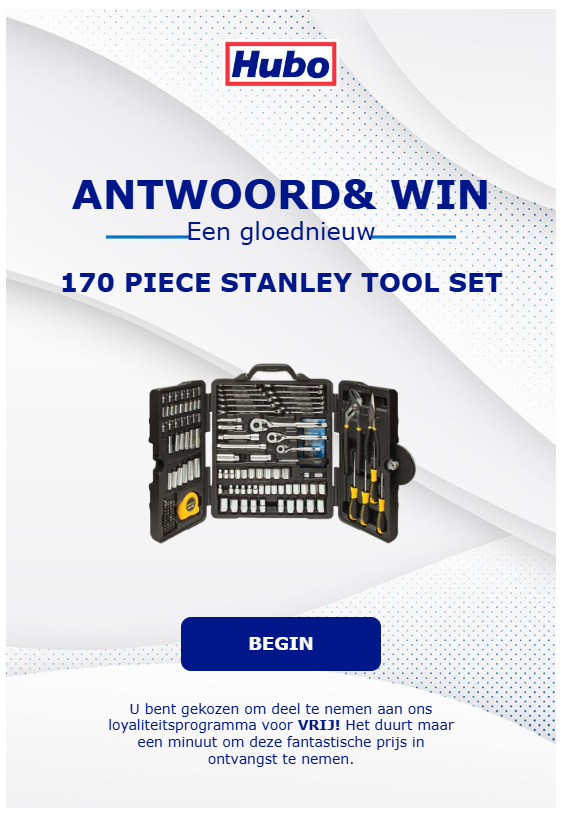 Hubo
ANTWOORD& WIN
Een gloednieuw
170 PIECE STANLEY TOOL SET
BEGIN
U bent gekozen om deel te nemen aan ons
loyaliteitsprogramma voor VRIJ! Het duurt maar
een minuut om deze fantastische prijs in
ontvangst te nemen.